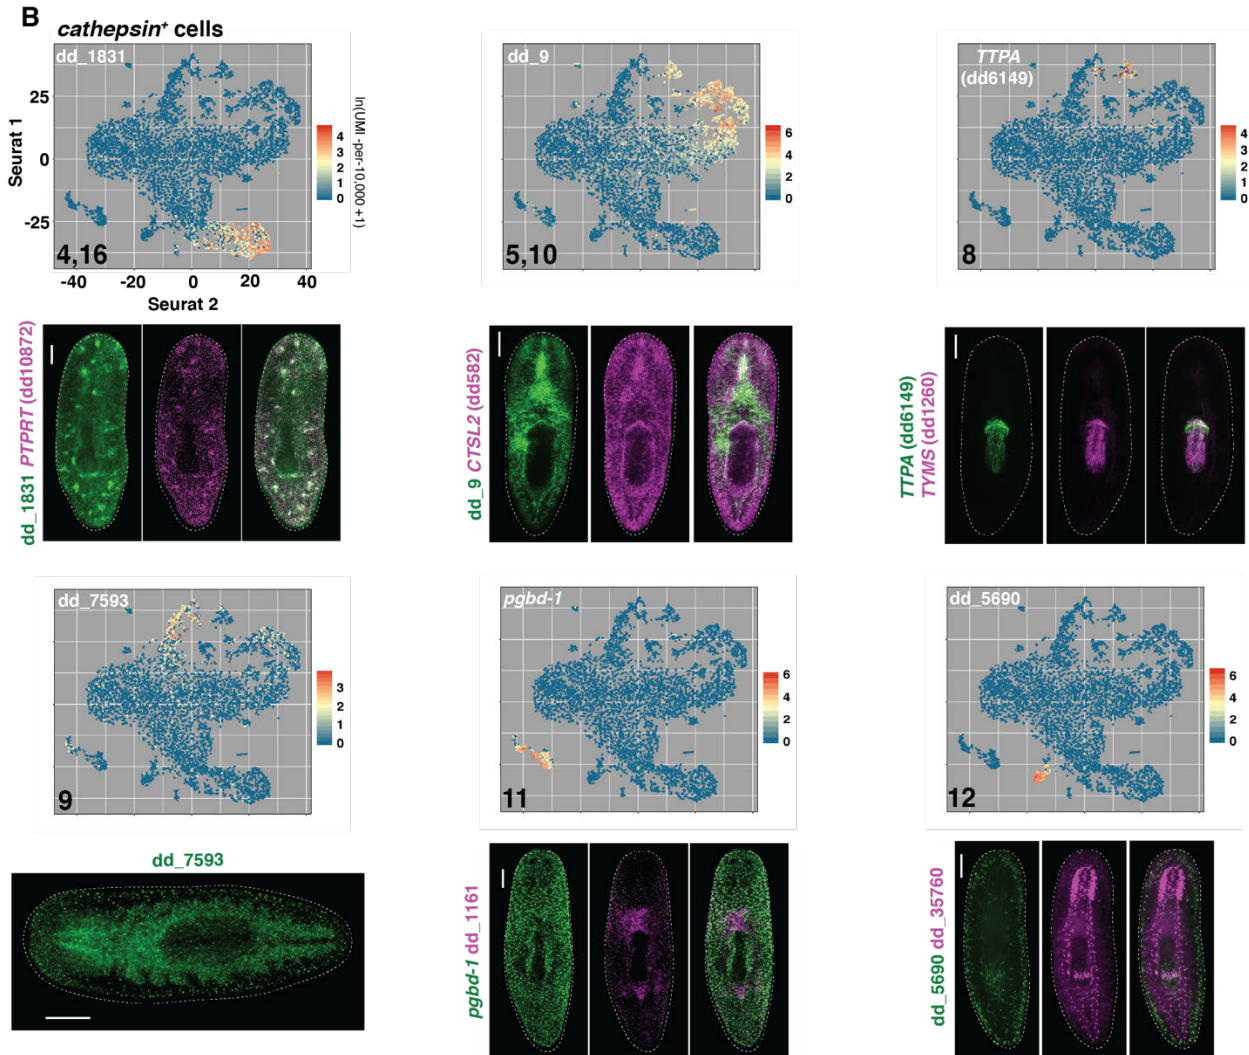 B
cathepsin⁺ cells
dd_1831
Seurat 1
25
0
-25
4,16
-40 -20 0 20 40
Seurat 2
4
3
2
1
0
ln(UMI -per-10,000 +1)
dd_9
5,10
6
4
2
0
TTPA
(dd6149)
8
4
3
2
1
0
dd_1831 PTPRT (dd10872)
dd_9 CTSL2 (dd582)
TTPA (dd6149)
TYMS (dd1260)
dd_7593
9
3
2
1
0
pgbd-1
11
6
4
2
0
dd_5690
12
6
4
2
0
dd_7593
pgbd-1 dd_1161
dd_5690 dd_35760